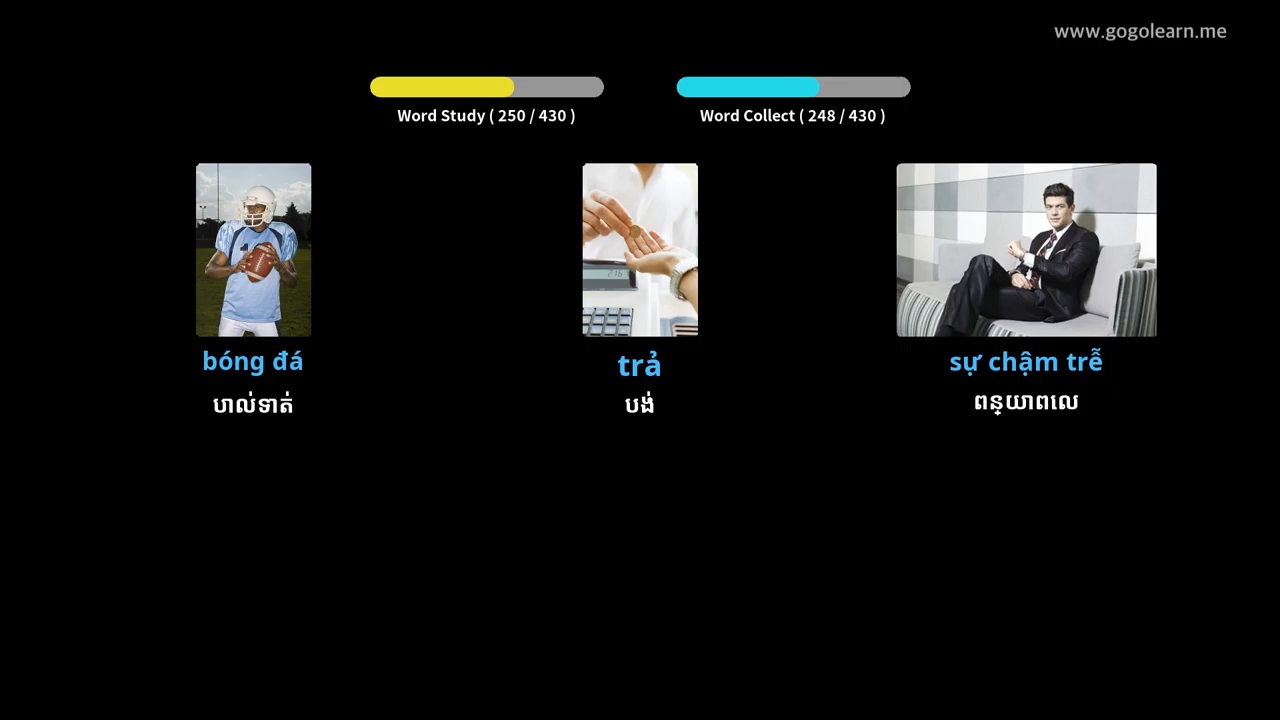 www.gogolearn.me
Word Study ( 250 / 430 )
Word Collect ( 248 / 430 )
bóng đá
trả
sự chậm trễ
បាល់ទាត់
បង់
ពន្យាពេល